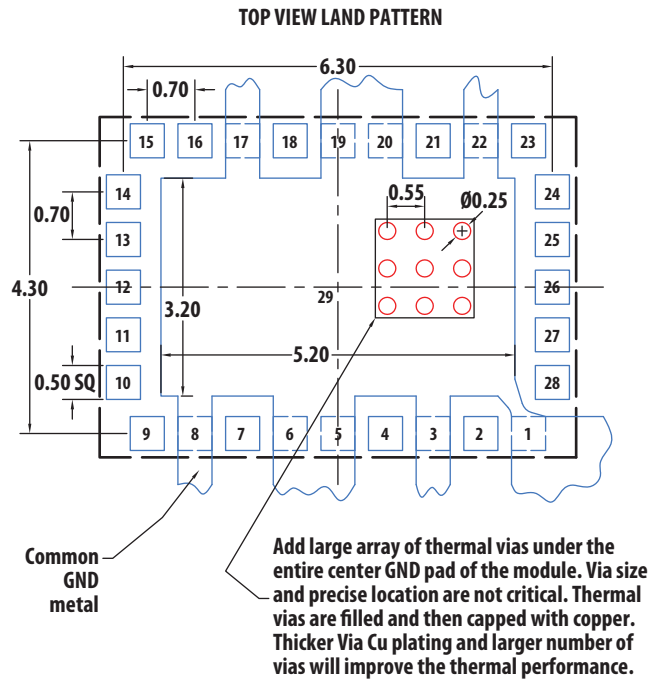 TOP VIEW LAND PATTERN
6.30
0.70
15 16 17 18 19 20 21 22 23
14 24
0.55 Ø0.25
0.70
13 25
4.30
12 29 26
3.20
11 27
5.20
0.50 SQ
10 28
9 8 7 6 5 4 3 2 1
Common
GND
metal
Add large array of thermal vias under the
entire center GND pad of the module. Via size
and precise location are not critical. Thermal
vias are filled and then capped with copper.
Thicker Via Cu plating and larger number of
vias will improve the thermal performance.